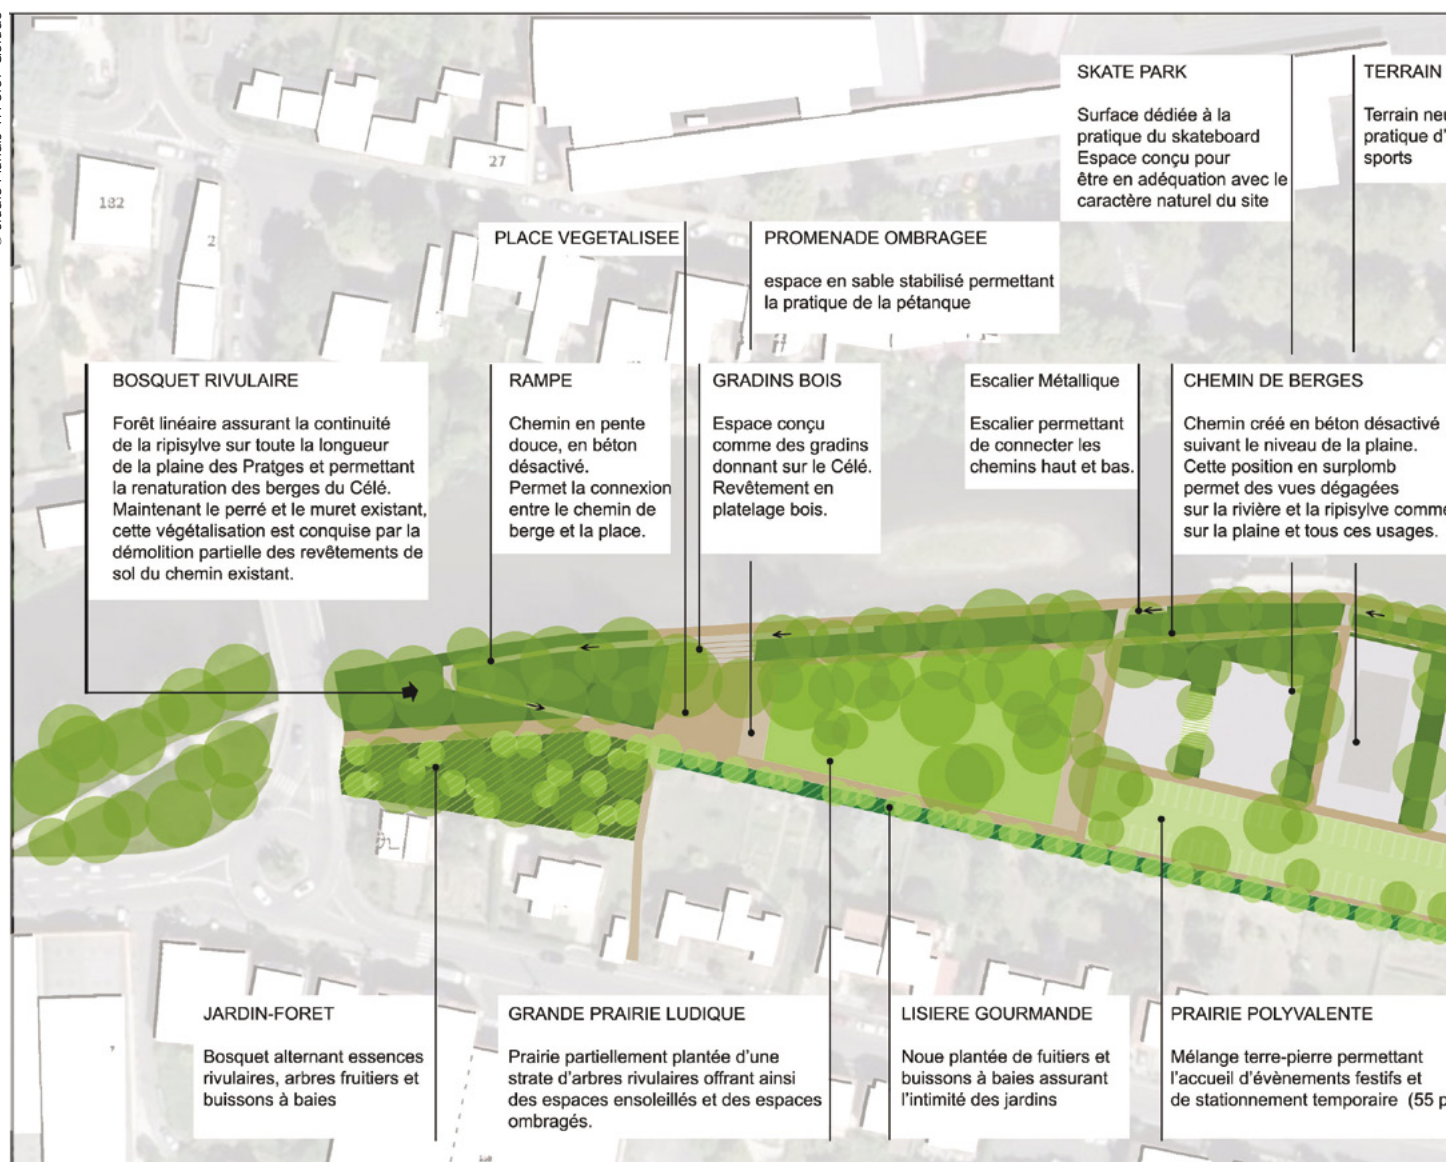 SKATE PARK
Surface dédiée à la
pratique du skateboard
Espace conçu pour
être en adéquation avec le
caractère naturel du site
TERRAIN
Terrain
pratique
sports
27
182
2
PLACE VEGETALISEE
PROMENADE OMBRAGEE
espace en sable stabilisé permettant
la pratique de la pétanque
BOSQUET RIVULAIRE
Forêt linéaire assurant la continuité
de la ripisylve sur toute la longueur
de la plaine des Pratges et permettant
la renaturation des berges du Célé.
Maintenant le perré et le muret existant,
cette végétalisation est conquise par la
démolition partielle des revêtements de
sol du chemin existant.
RAMPE
Chemin en pente
douce, en béton
désactivé.
Permet la connexion
entre le chemin de
berge et la place.
GRADINS BOIS
Espace conçu
comme des gradins
donnant sur le Célé.
Revêtement en
platelage bois.
Escalier Métallique
Escalier permettant
de connecter les
chemins haut et bas.
CHEMIN DE BERGES
Chemin créé en béton désactivé
suivant le niveau de la plaine.
Cette position en surplomb
permet des vues dégagées
sur la rivière et la ripisylve comme
sur la plaine et tous ces usages.
JARDIN-FORET
Bosquet alternant essences
rivulaires, arbres fruitiers et
buissons à baies
GRANDE PRAIRIE LUDIQUE
Prairie partiellement plantée d'une
strate d'arbres rivulaires offrant ainsi
des espaces ensoleillés et des espaces
ombragés.
LISIERE GOURMANDE
Noue plantée de fuitiers et
buissons à baies assurant
l'intimité des jardins
PRAIRIE POLYVALENTE
Mélange terre-pierre permettant
l'accueil d'évènements festifs et
de stationnement temporaire (55 p